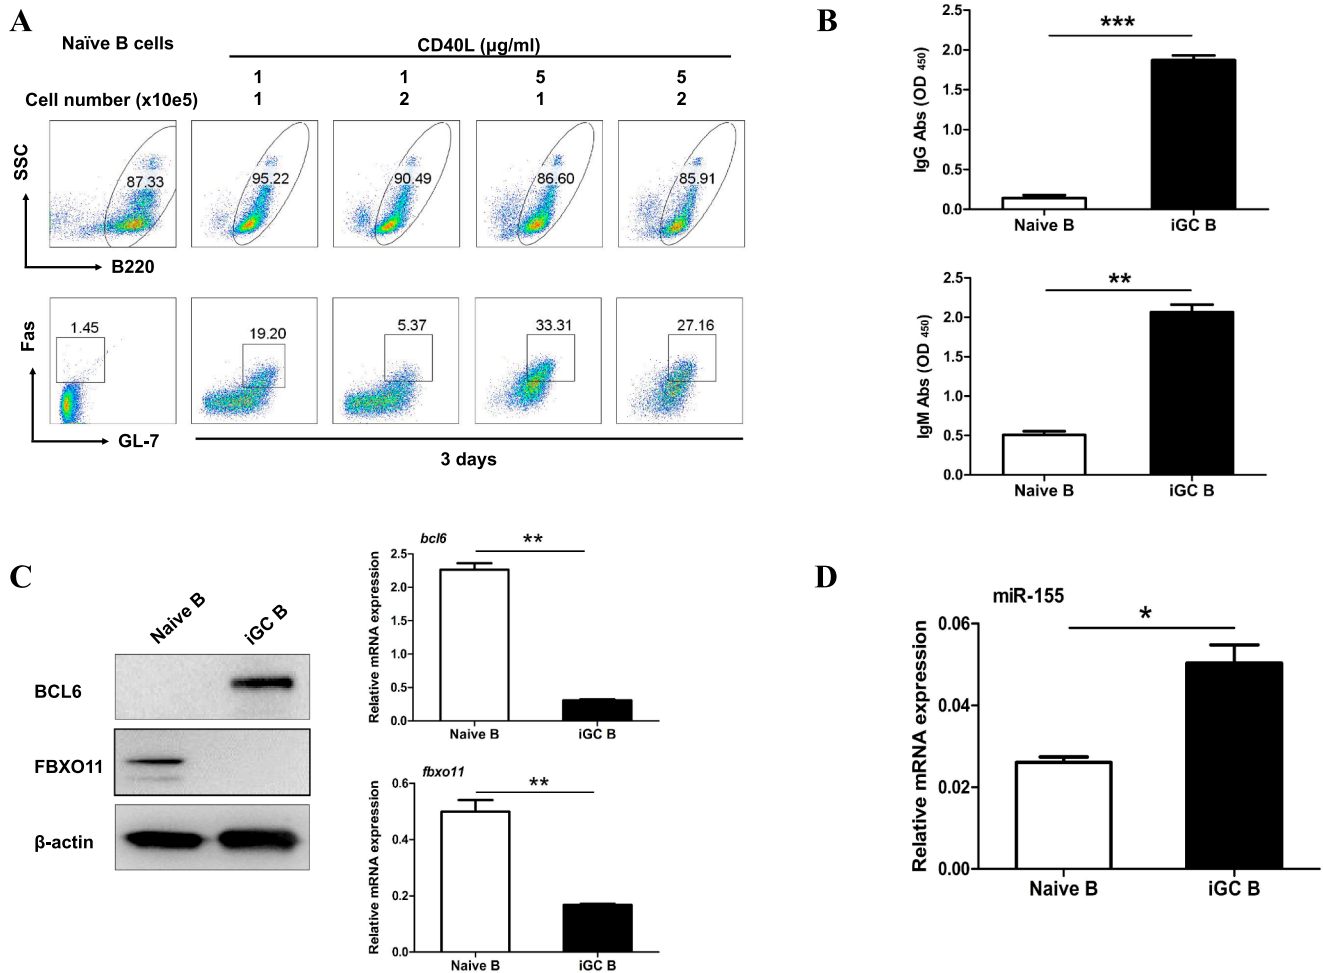 A
Naïve B cells
CD40L (µg/ml)
1 1 5 5
Cell number (x10e5) 1 2 1 2
SSC
87.33
95.22
90.49
86.60
85.91
B220
Fas
1.45
19.20
5.37
33.31
27.16
GL-7
3 days
B
IgG Abs (OD 450)
2.5
2.0
1.5
1.0
0.5
0.0
***
Naive B
iGC B
IgM Abs (OD 450)
2.5
2.0
1.5
1.0
0.5
0.0
**
Naive B
iGC B
C
Naive B
iGC B
BCL6
FBXO11
β-actin
bcl6
Relative mRNA expression
2.5
2.0
1.5
1.0
0.5
0.0
**
Naive B
iGC B
fbxo11
Relative mRNA expression
0.6
0.4
0.2
0.0
**
Naive B
iGC B
D
miR-155
Relative mRNA expression
0.06
0.04
0.02
0.00
*
Naive B
iGC B